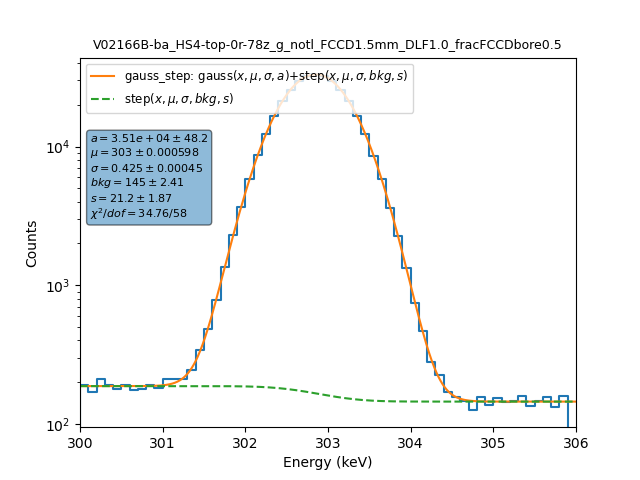 V02166B-ba_HS4-top-0r-78z_g_notl_FCCD1.5mm_DLF1.0_fracFCCDbore0.5
gauss_step: gauss(x, μ, σ, a)+step(x, μ, σ, bkg, s)
step(x, μ, σ, bkg, s)
a = 3.51e + 04 ± 48.2
μ = 303 ± 0.000598
σ = 0.425 ± 0.00045
bkg = 145 ± 2.41
s = 21.2 ± 1.87
χ²/dof = 34.76/58
10⁴
10³
10²
Counts
300 301 302 303 304 305 306
Energy (keV)